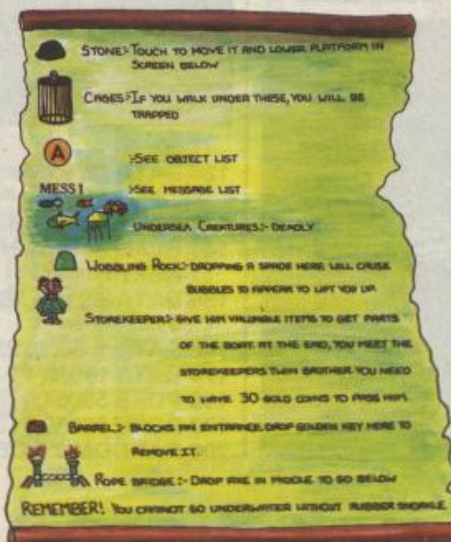 STONE:- TOUCH TO MOVE IT AND LOWER PLATFORM IN
SCREEN BELOW
CAGES:- IF YOU WALK UNDER THESE, YOU WILL BE
TRAPPED
A
:-SEE OBJECT LIST
MESS 1 :-SEE MESSAGE LIST
UNDERSEA CREATURES:- DEADLY
WOBBLING ROCK:- DROPPING A SPADE HERE WILL CAUSE
BUBBLES TO APPEAR TO LIFT YOU UP.
STOREKEEPER:- GIVE HIM VALUABLE ITEMS TO GET PARTS
OF THE BOAT. AT THE END, YOU MEET THE
STOREKEEPERS TWIN BROTHER YOU NEED
TO HAVE 30 GOLD COINS TO PASS HIM
BARREL:- BLOCKS AN ENTRANCE. DROP GOLDEN KEY HERE TO
REMOVE IT.
ROPE BRIDGE:- DROP AXE IN MIDDLE TO GO BELOW
REMEMBER! YOU CANNOT GO UNDERWATER WITHOUT RUBBER SNORKLE